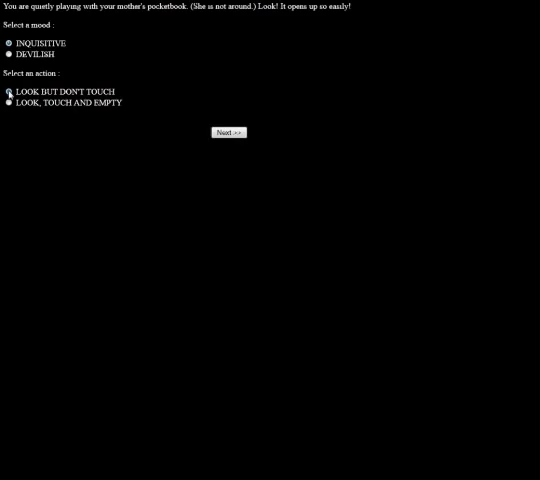 You are quietly playing with your mother's pocketbook. (She is not around.) Look! It opens up so easily!
Select a mood :
INQUISITIVE
DEVILISH
Select an action :
LOOK BUT DON'T TOUCH
LOOK, TOUCH AND EMPTY
Next >>